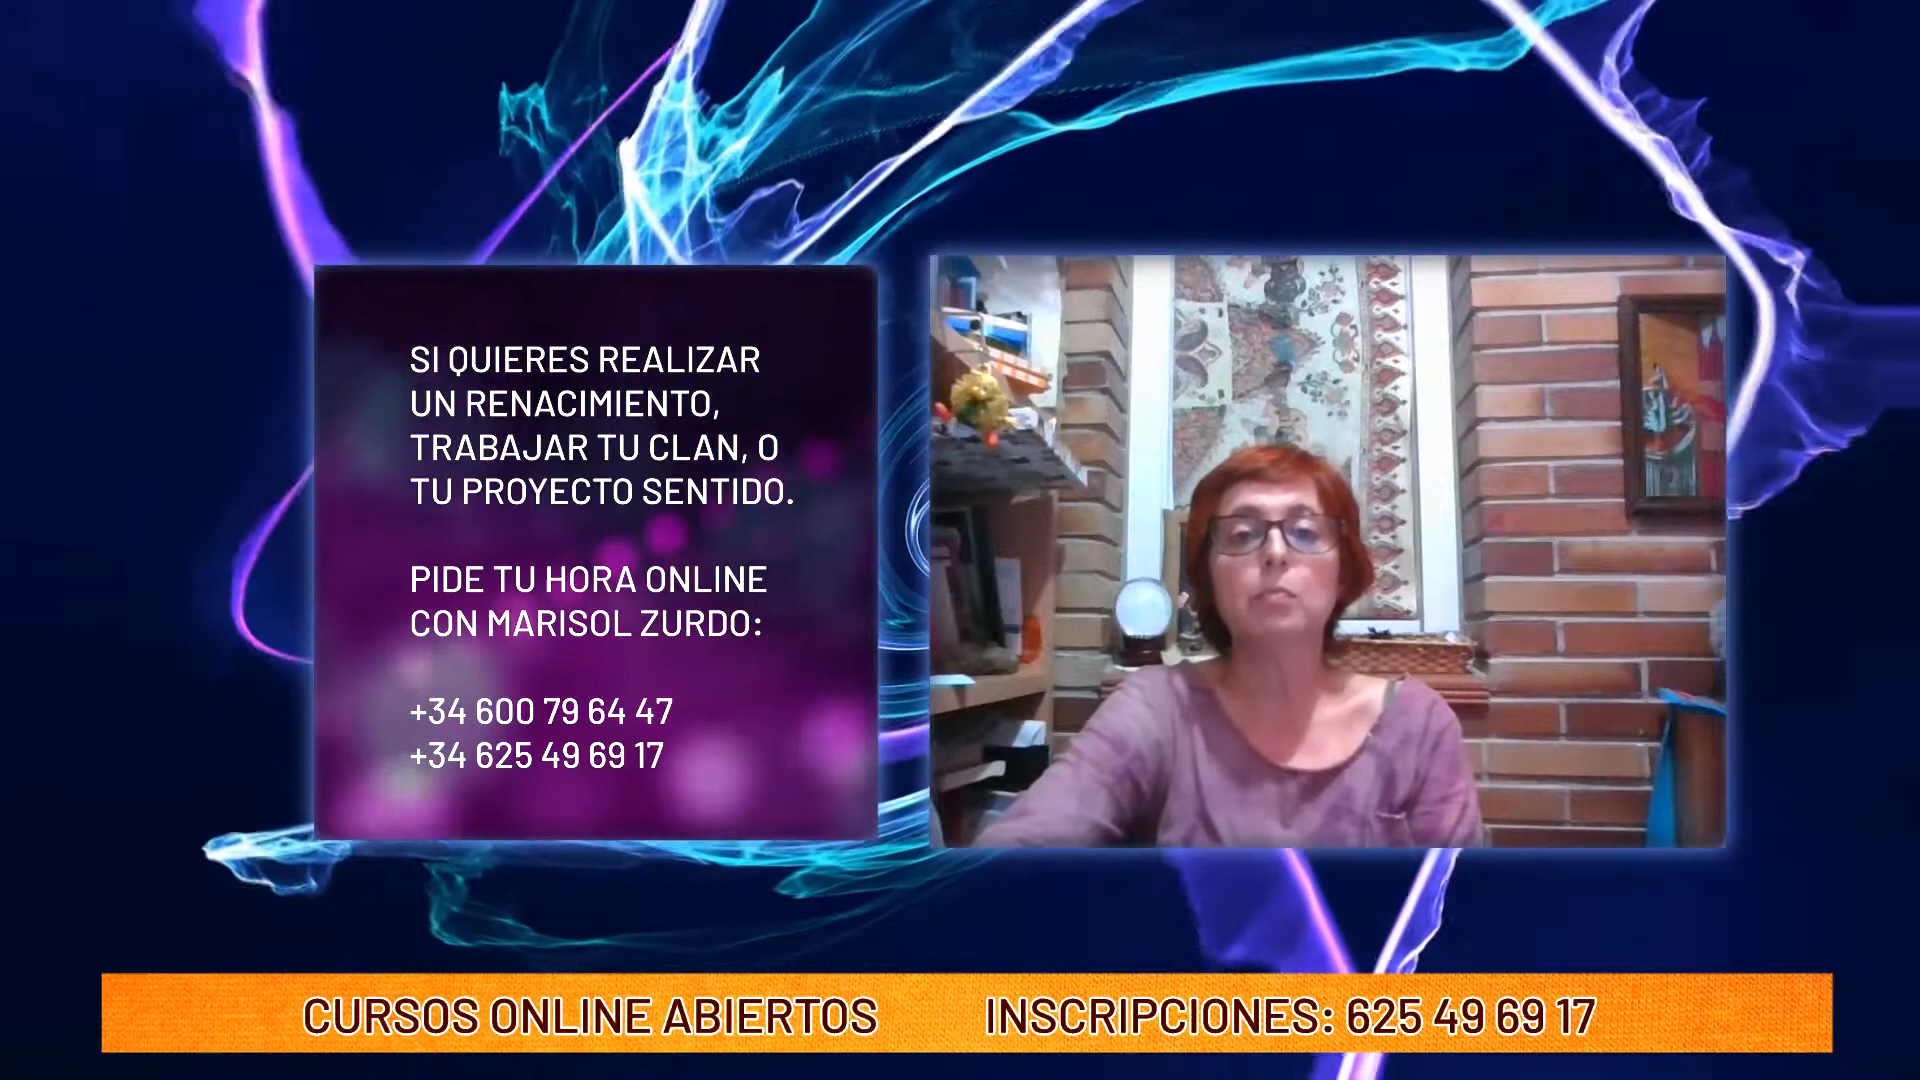 SI QUIERES REALIZAR
UN RENACIMIENTO,
TRABAJAR TU CLAN, O
TU PROYECTO SENTIDO.
PIDE TU HORA ONLINE
CON MARISOL ZURDO:
+34 600 79 64 47
+34 625 49 69 17
CURSOS ONLINE ABIERTOS INSCRIPCIONES: 625 49 69 17